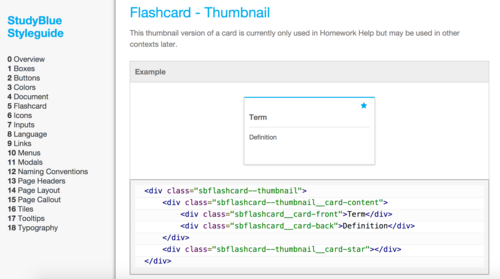 StudyBlue
Styleguide
0 Overview
1 Boxes
2 Buttons
3 Colors
4 Document
5 Flashcard
6 Icons
7 Inputs
8 Language
9 Links
10 Menus
11 Modals
12 Naming Conventions
13 Page Headers
14 Page Layout
15 Page Callout
16 Tiles
17 Tooltips
18 Typography
Flashcard - Thumbnail
This thumbnail version of a card is currently only used in Homework Help but may be used in other
contexts later.
Example
Term
Definition
<div class="sbflashcard--thumbnail">
<div class="sbflashcard--thumbnail__card-content">
<div class="sbflashcard__card-front">Term</div>
<div class="sbflashcard__card-back">Definition</div>
</div>
<div class="sbflashcard--thumbnail__card-star"></div>
</div>